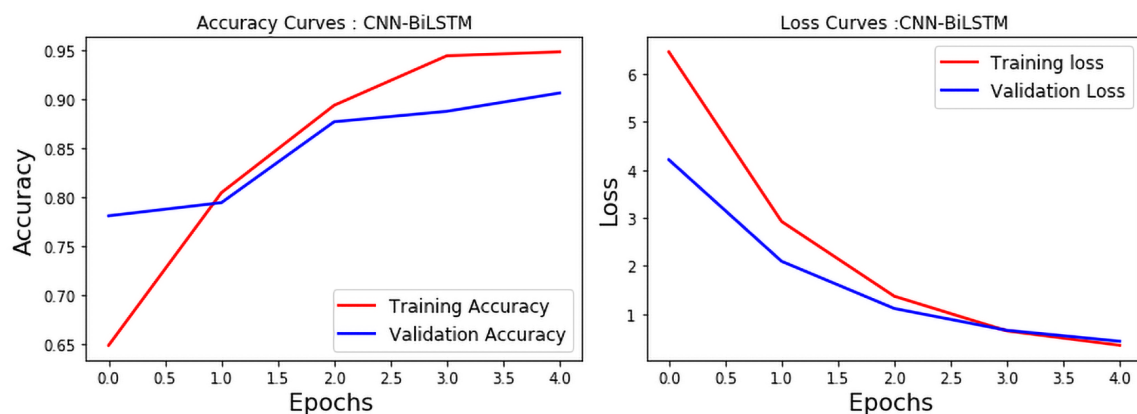 Accuracy Curves : CNN-BiLSTM
Accuracy
0.95
0.90
0.85
0.80
0.75
0.70
0.65
Training Accuracy
Validation Accuracy
0.0 0.5 1.0 1.5 2.0 2.5 3.0 3.5 4.0
Epochs
Loss Curves :CNN-BiLSTM
Loss
6
5
4
3
2
1
Training loss
Validation Loss
0.0 0.5 1.0 1.5 2.0 2.5 3.0 3.5 4.0
Epochs